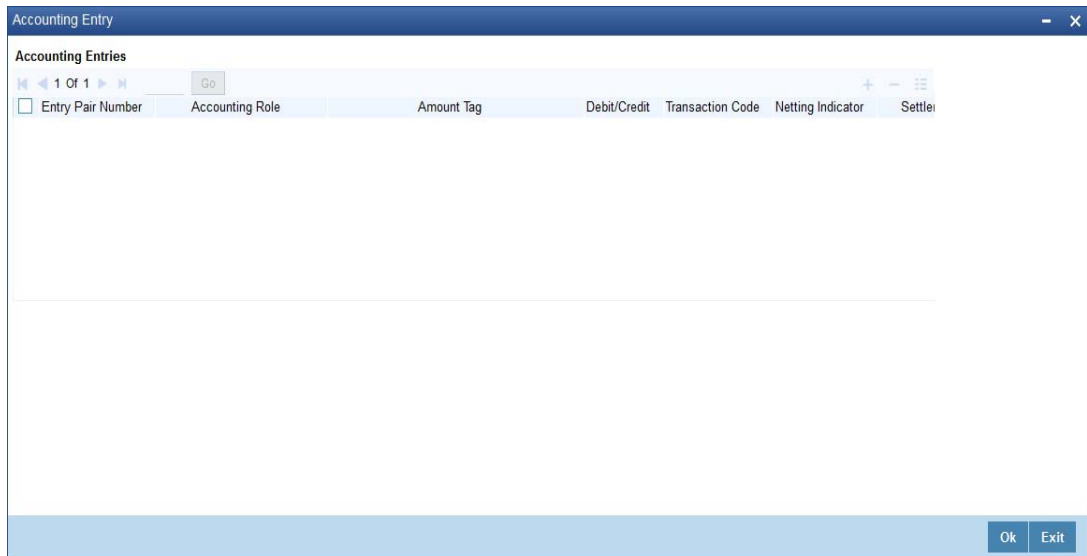 Accounting Entry
Accounting Entries
1 Of 1 Go
Entry Pair Number Accounting Role Amount Tag Debit/Credit Transaction Code Netting Indicator Settler
Ok Exit